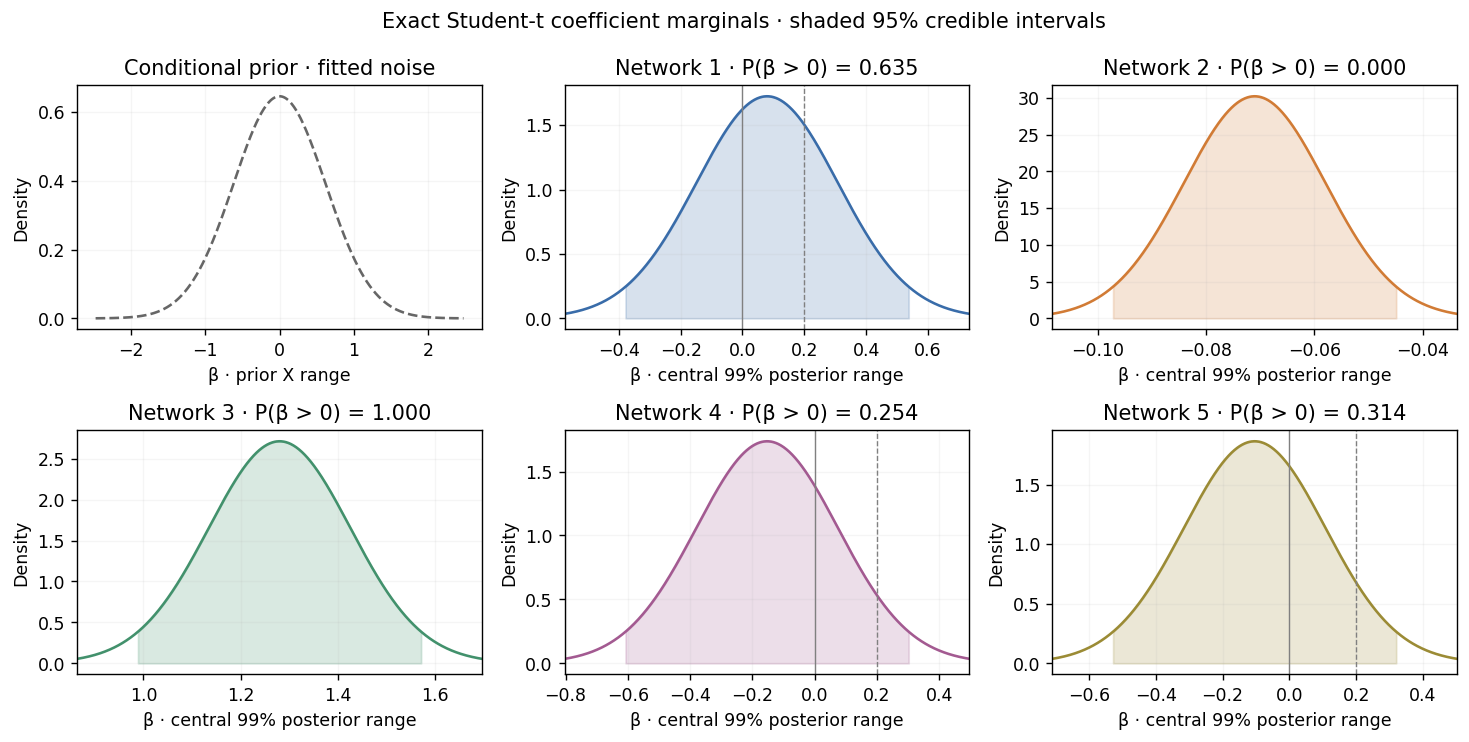 Exact Student-t coefficient marginals · shaded 95% credible intervals
Conditional prior · fitted noise
Density
0.6
0.4
0.2
0.0
−2 −1 0 1 2
β · prior X range
Network 1 · P(β > 0) = 0.635
Density
1.5
1.0
0.5
0.0
−0.4 −0.2 0.0 0.2 0.4 0.6
β · central 99% posterior range
Network 2 · P(β > 0) = 0.000
Density
30
25
20
15
10
5
0
−0.10 −0.08 −0.06 −0.04
β · central 99% posterior range
Network 3 · P(β > 0) = 1.000
Density
2.5
2.0
1.5
1.0
0.5
0.0
1.0 1.2 1.4 1.6
β · central 99% posterior range
Network 4 · P(β > 0) = 0.254
Density
1.5
1.0
0.5
0.0
−0.8 −0.6 −0.4 −0.2 0.0 0.2 0.4
β · central 99% posterior range
Network 5 · P(β > 0) = 0.314
Density
1.5
1.0
0.5
0.0
−0.6 −0.4 −0.2 0.0 0.2 0.4
β · central 99% posterior range